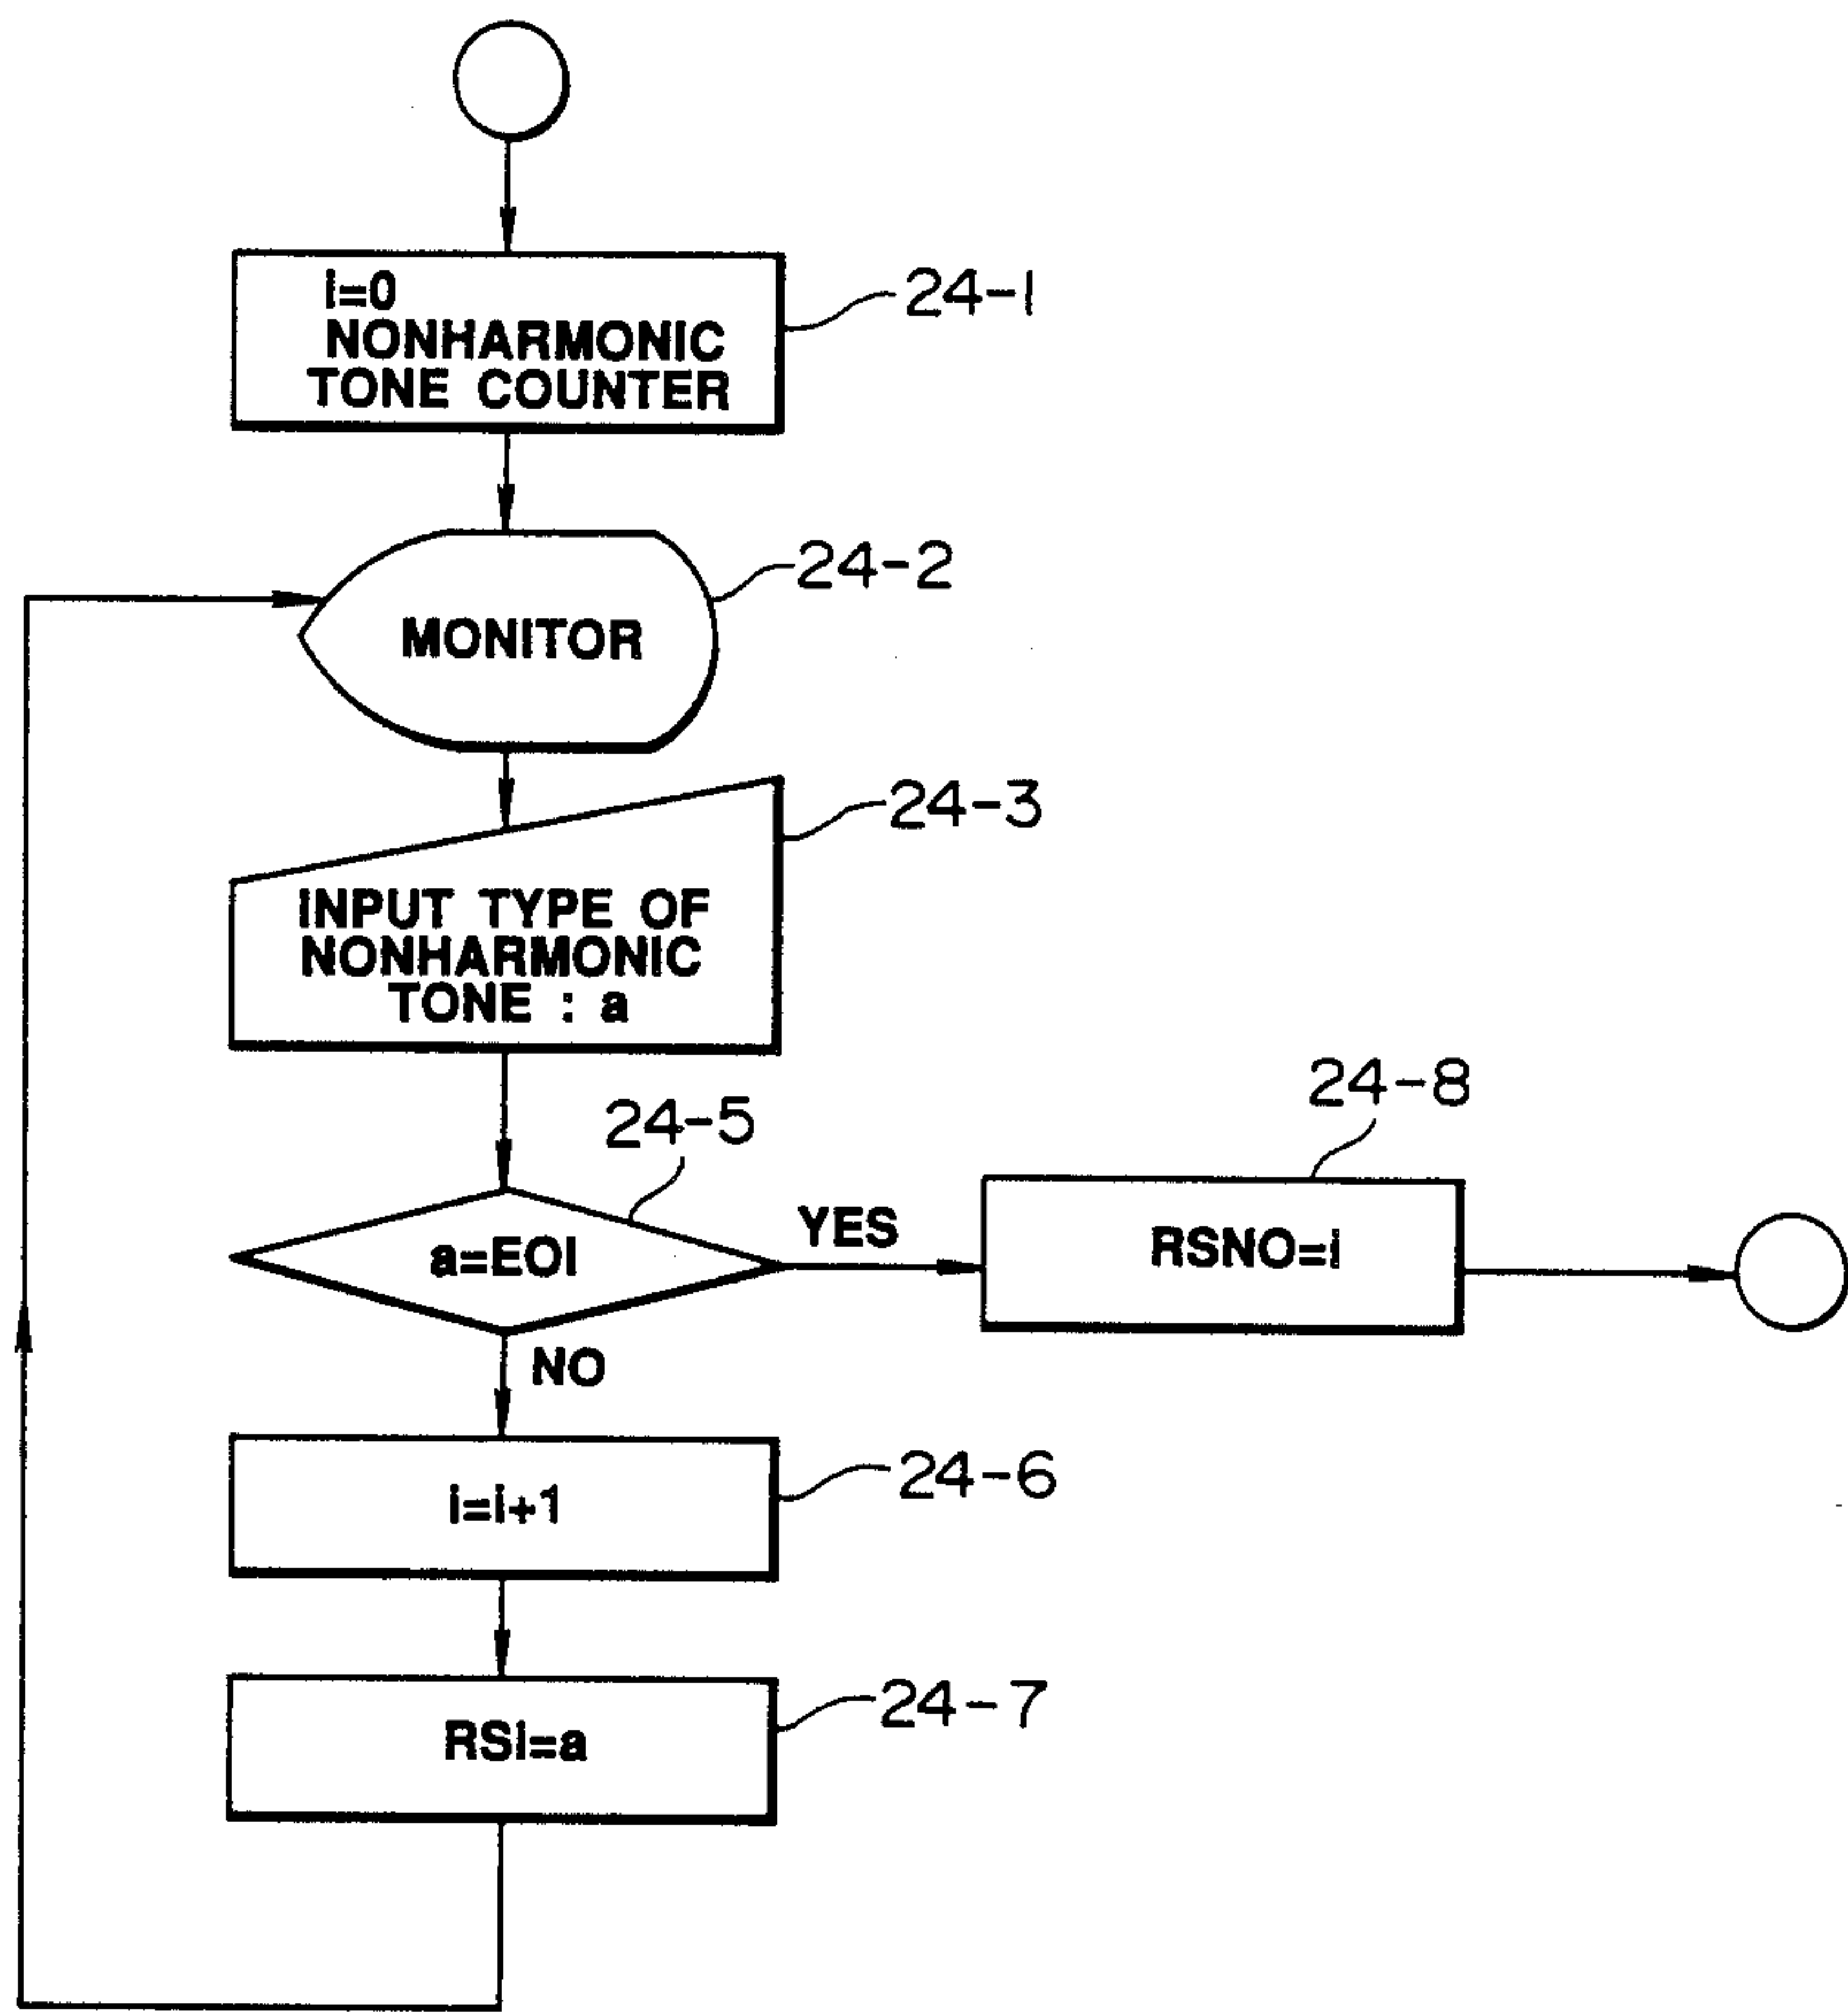 i=0
NONHARMONIC
TONE COUNTER
24-1
MONITOR
24-2
INPUT TYPE OF
NONHARMONIC
TONE : a
24-3
a=EOI
24-5
YES
RSNO=i
24-8
NO
i=i+1
24-6
RSi=a
24-7